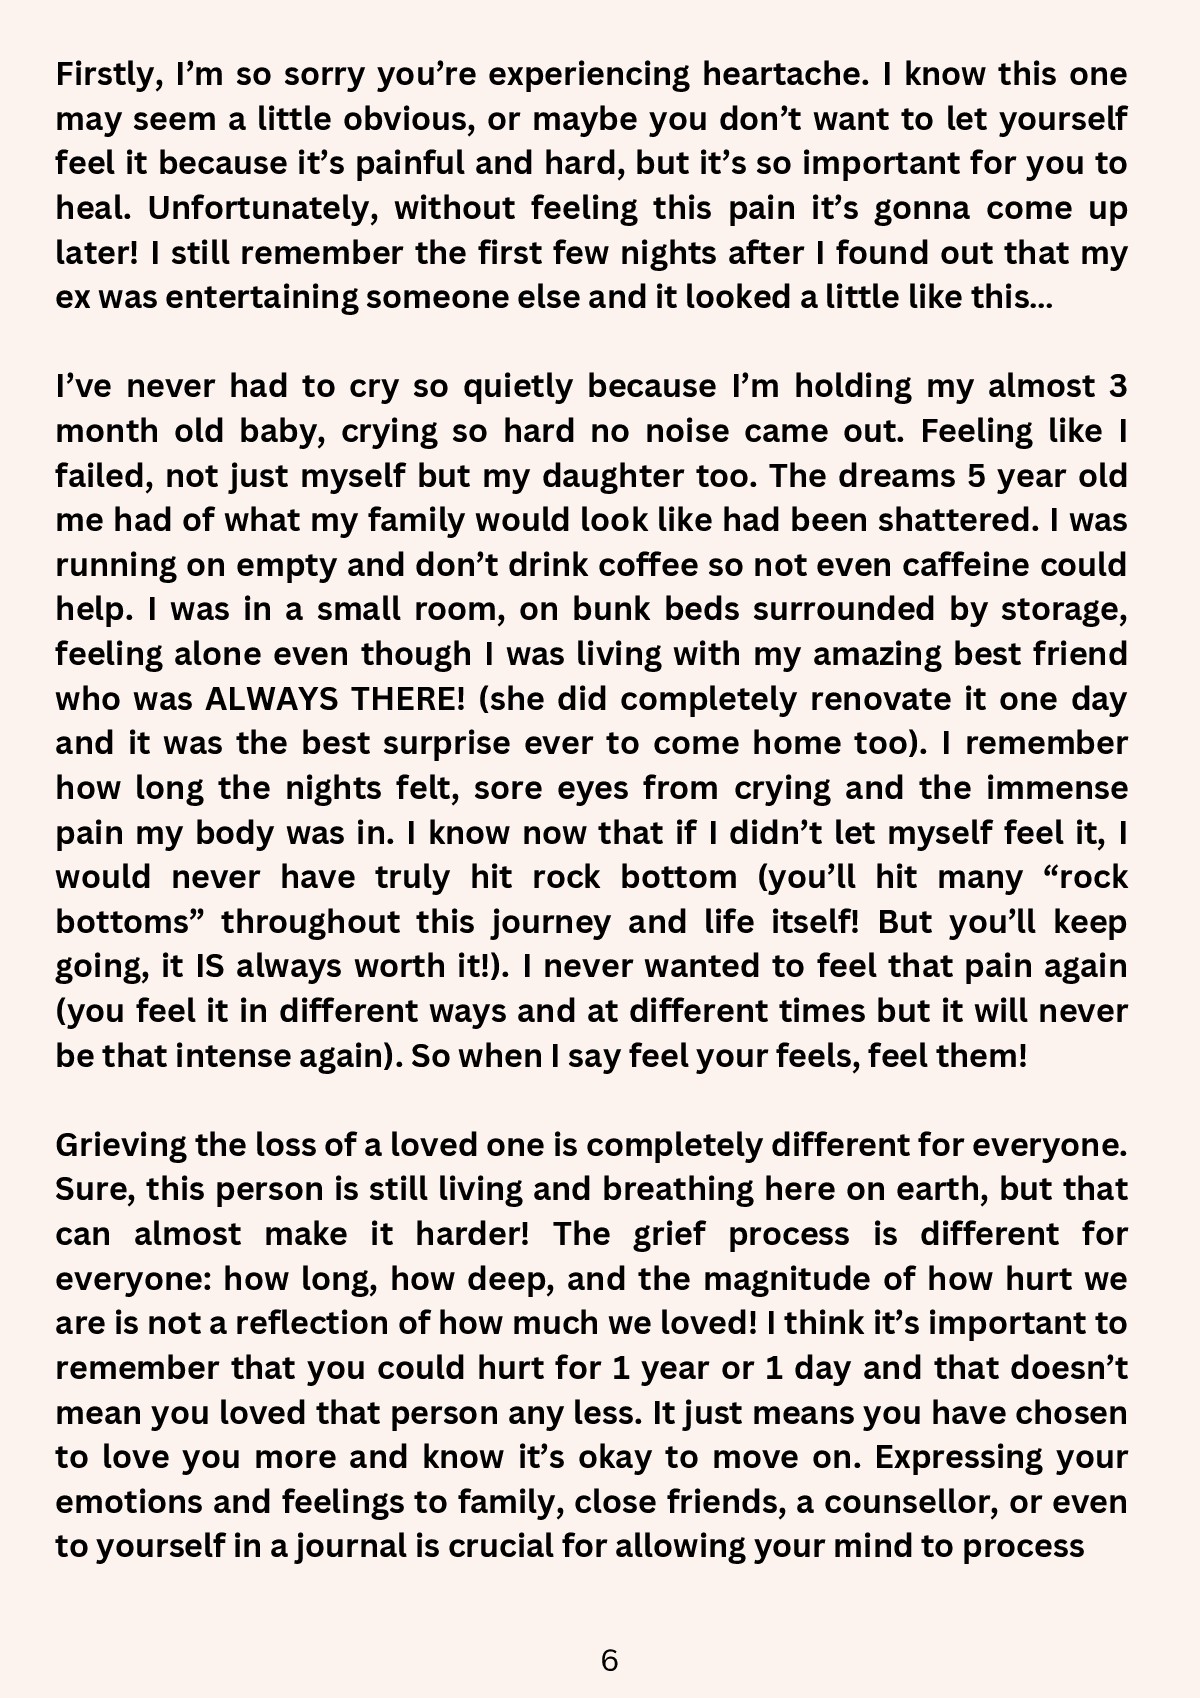 Firstly, I’m so sorry you’re experiencing heartache. I know this one
may seem a little obvious, or maybe you don’t want to let yourself
feel it because it’s painful and hard, but it’s so important for you to
heal. Unfortunately, without feeling this pain it’s gonna come up
later! I still remember the first few nights after I found out that my
ex was entertaining someone else and it looked a little like this...
I’ve never had to cry so quietly because I’m holding my almost 3
month old baby, crying so hard no noise came out. Feeling like I
failed, not just myself but my daughter too. The dreams 5 year old
me had of what my family would look like had been shattered. I was
running on empty and don’t drink coffee so not even caffeine could
help. I was in a small room, on bunk beds surrounded by storage,
feeling alone even though I was living with my amazing best friend
who was ALWAYS THERE! (she did completely renovate it one day
and it was the best surprise ever to come home too). I remember
how long the nights felt, sore eyes from crying and the immense
pain my body was in. I know now that if I didn’t let myself feel it, I
would never have truly hit rock bottom (you’ll hit many “rock
bottoms” throughout this journey and life itself! But you’ll keep
going, it IS always worth it!). I never wanted to feel that pain again
(you feel it in different ways and at different times but it will never
be that intense again). So when I say feel your feels, feel them!
Grieving the loss of a loved one is completely different for everyone.
Sure, this person is still living and breathing here on earth, but that
can almost make it harder! The grief process is different for
everyone: how long, how deep, and the magnitude of how hurt we
are is not a reflection of how much we loved! I think it’s important to
remember that you could hurt for 1 year or 1 day and that doesn’t
mean you loved that person any less. It just means you have chosen
to love you more and know it’s okay to move on. Expressing your
emotions and feelings to family, close friends, a counsellor, or even
to yourself in a journal is crucial for allowing your mind to process
6